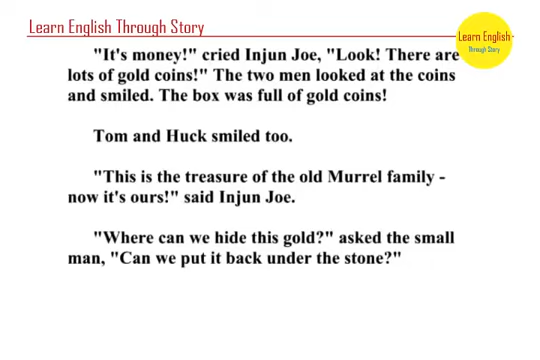 Learn English Through Story
Learn English
Through Story
"It's money!" cried Injun Joe, "Look! There are
lots of gold coins!" The two men looked at the coins
and smiled. The box was full of gold coins!
Tom and Huck smiled too.
"This is the treasure of the old Murrel family -
now it's ours!" said Injun Joe.
"Where can we hide this gold?" asked the small
man, "Can we put it back under the stone?"